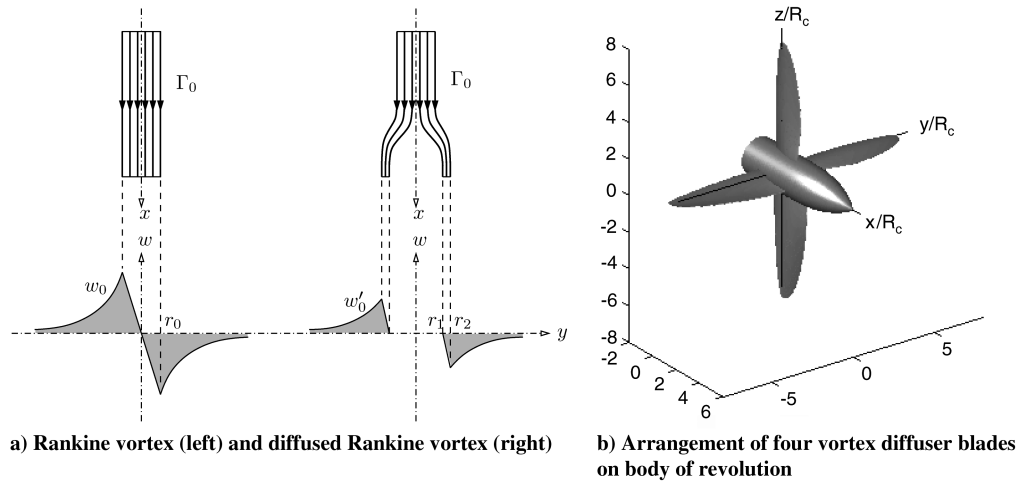 Γ₀
Γ₀
x
x
w
w
w₀
w₀′
r₀
r₁
r₂
y
a) Rankine vortex (left) and diffused Rankine vortex (right)
z/Rc
8
6
4
2
0
-2
-4
-6
-8
y/Rc
x/Rc
-2
0
2
4
6
-5
0
5
b) Arrangement of four vortex diffuser blades
on body of revolution